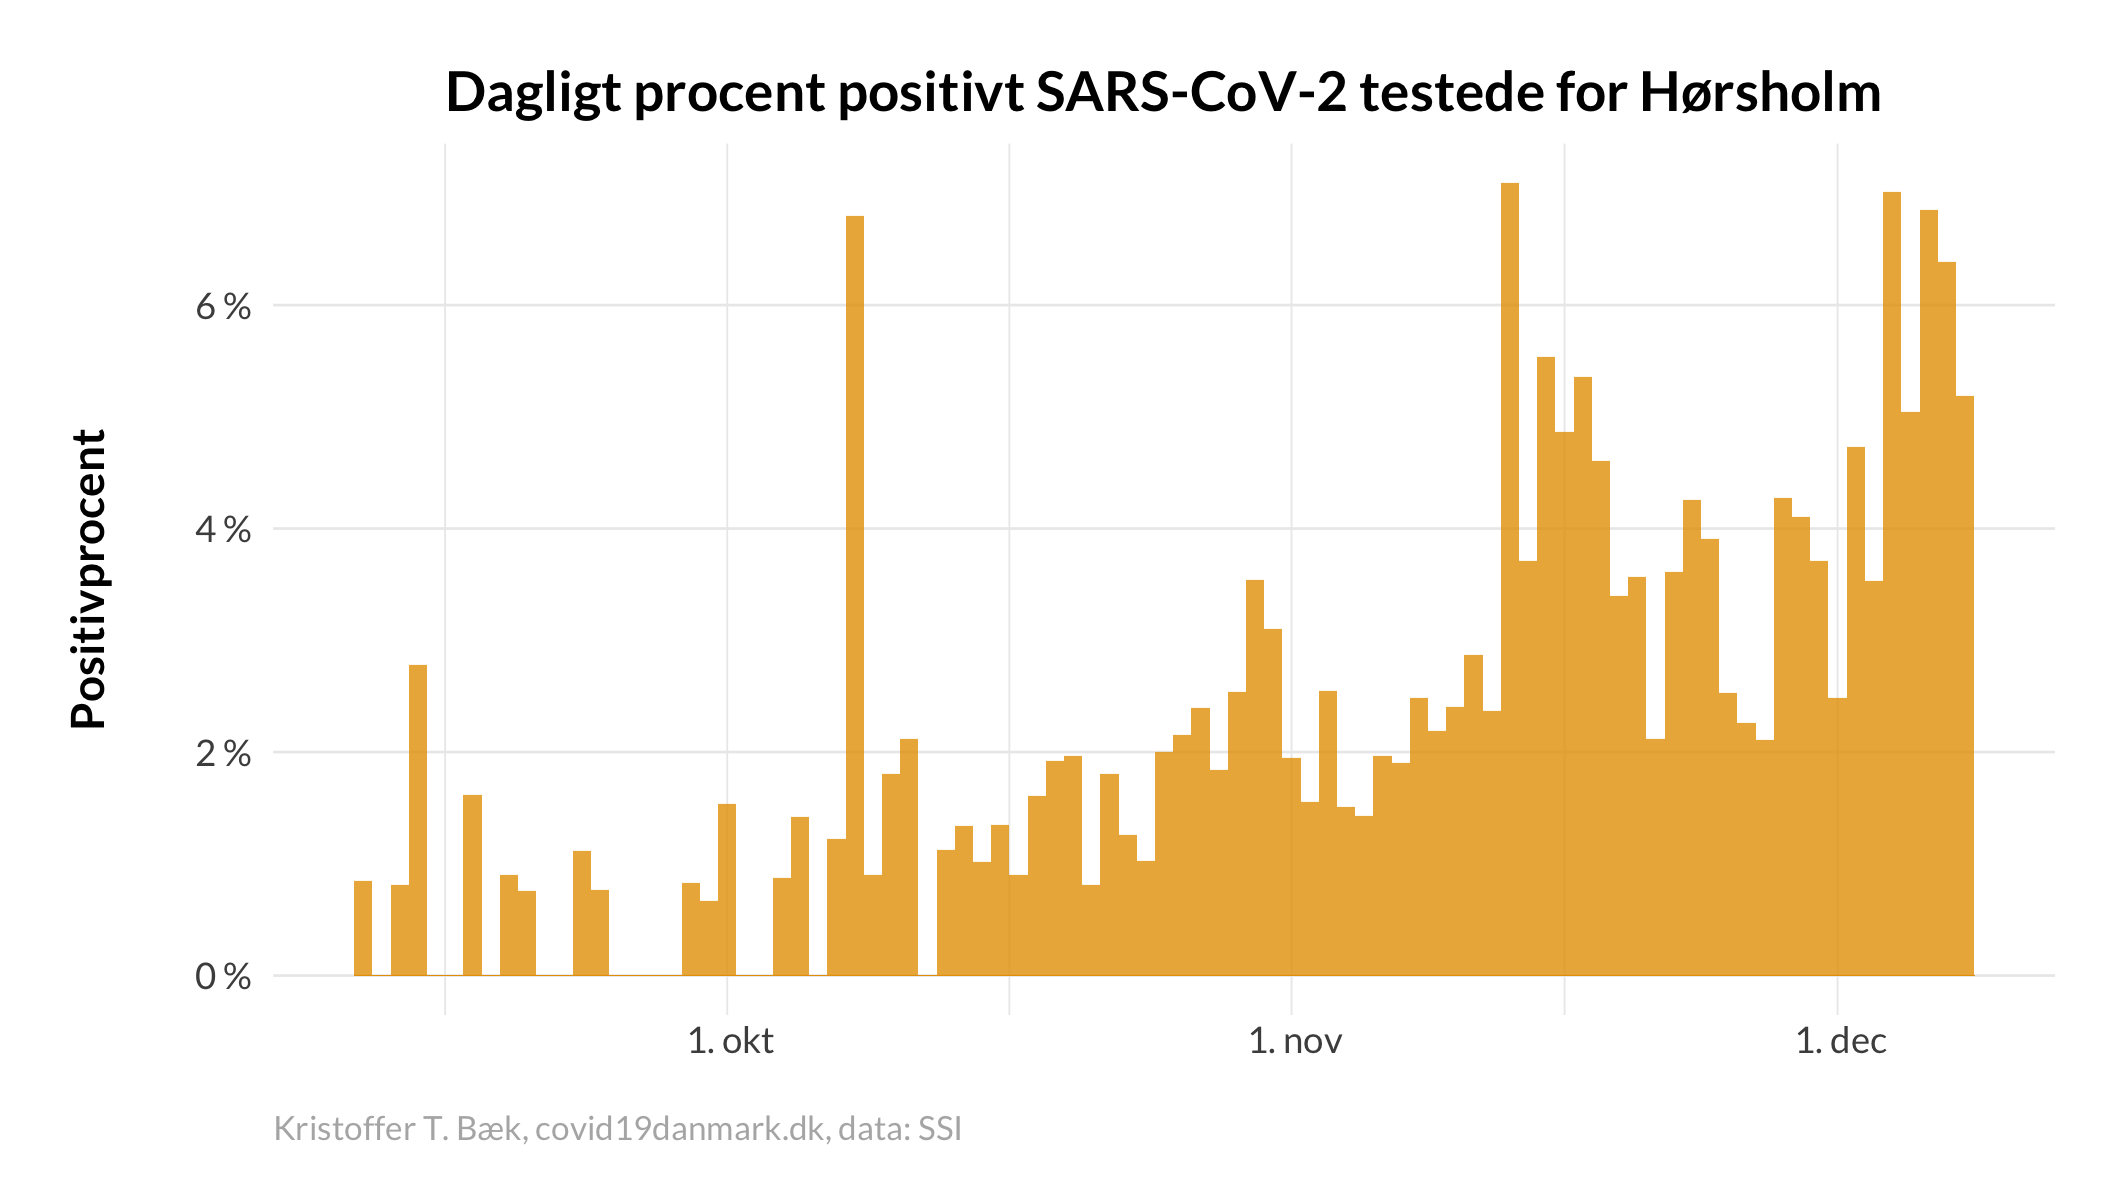 Dagligt procent positivt SARS-CoV-2 testede for Hørsholm
Positivprocent
6 %
4 %
2 %
0 %
1. okt
1. nov
1. dec
Kristoffer T. Bæk, covid19danmark.dk, data: SSI